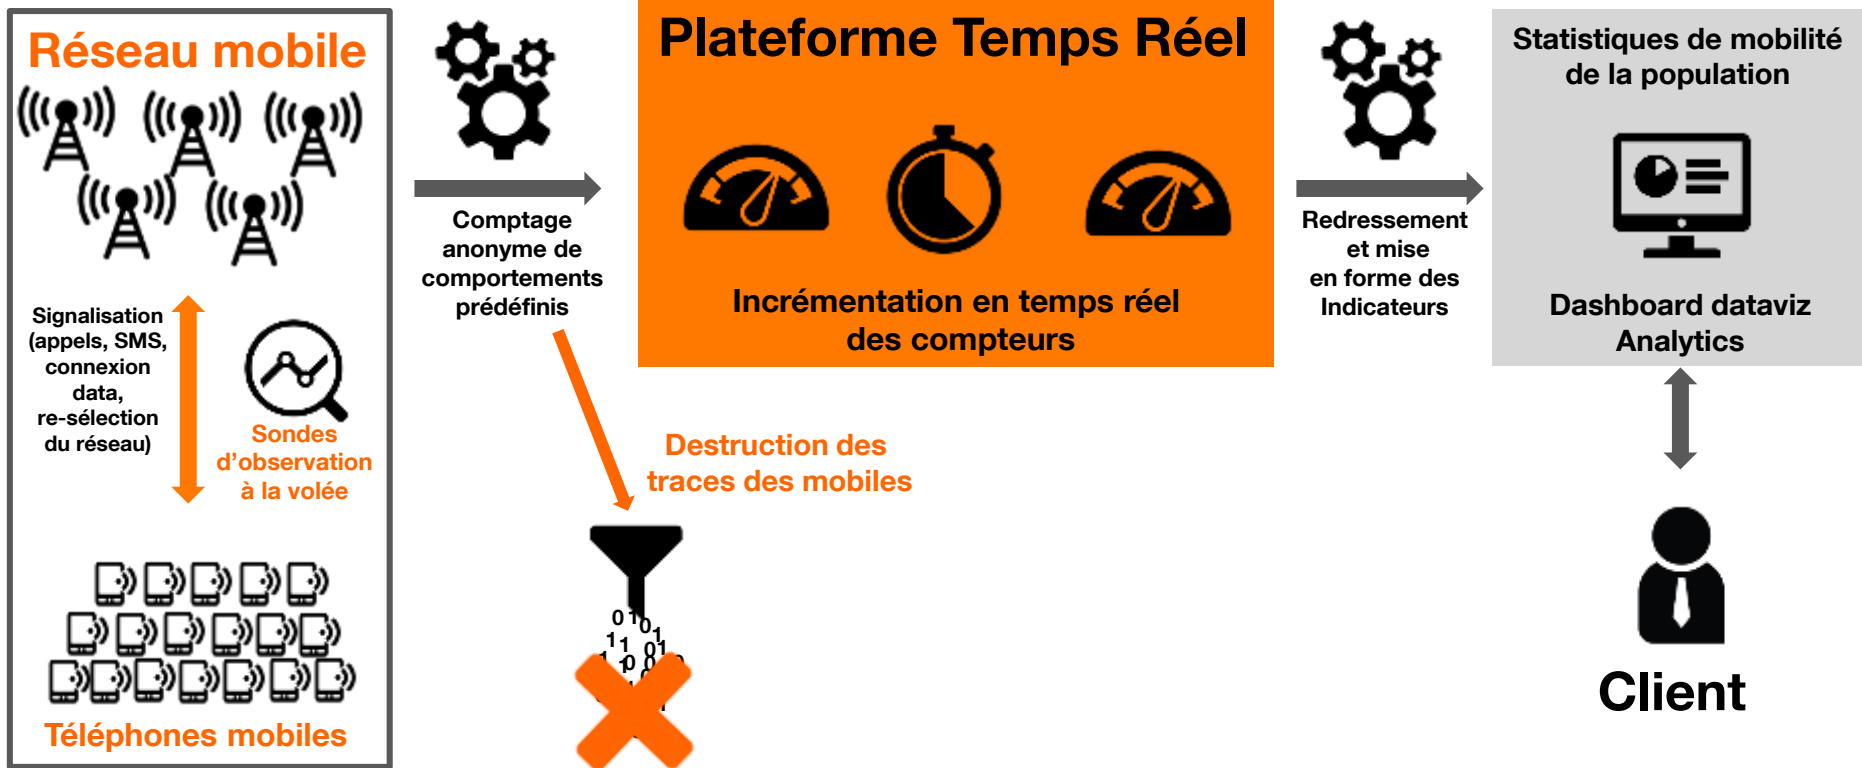 Réseau mobile
Signalisation
(appels, SMS,
connexion
data,
re-sélection
du réseau)
Sondes
d’observation
à la volée
Téléphones mobiles
Comptage
anonyme de
comportements
prédéfinis
Destruction des
traces des mobiles
Plateforme Temps Réel
Incrémentation en temps réel
des compteurs
Redressement
et mise
en forme des
Indicateurs
Statistiques de mobilité
de la population
Dashboard dataviz
Analytics
Client